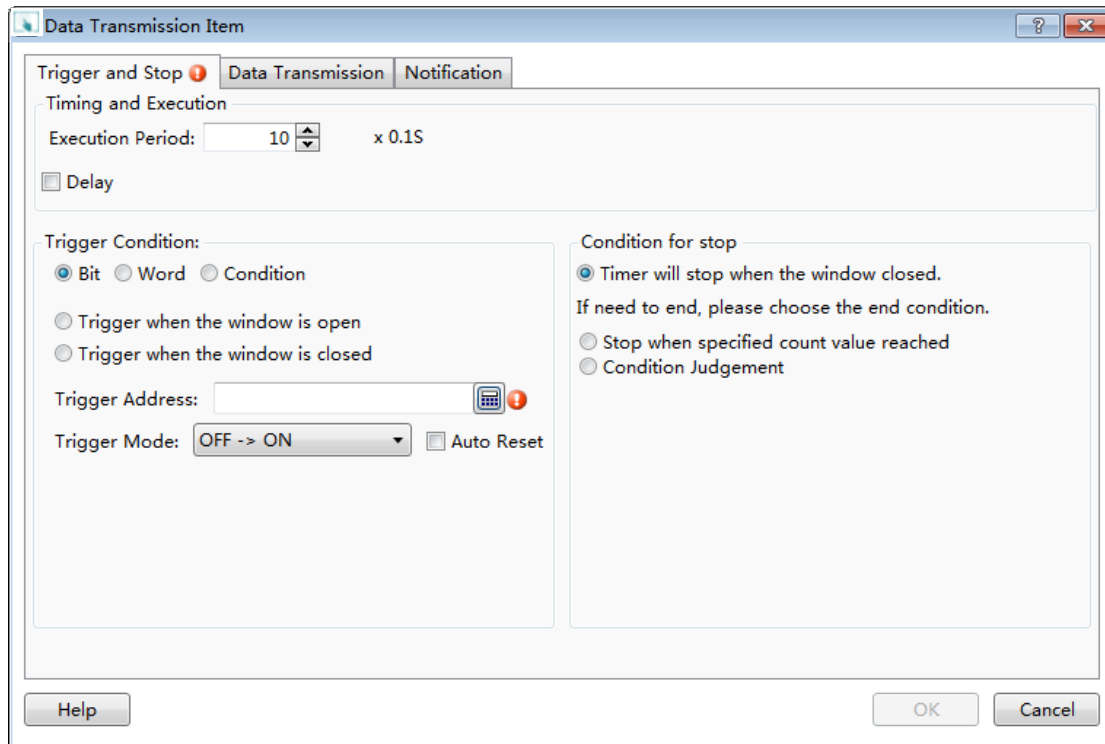 Data Transmission Item
Trigger and Stop Data Transmission Notification
Timing and Execution
Execution Period: 10 x 0.1S
Delay
Trigger Condition:
Bit Word Condition
Trigger when the window is open
Trigger when the window is closed
Trigger Address:
Trigger Mode: OFF -> ON Auto Reset
Condition for stop
Timer will stop when the window closed.
If need to end, please choose the end condition.
Stop when specified count value reached
Condition Judgement
Help OK Cancel